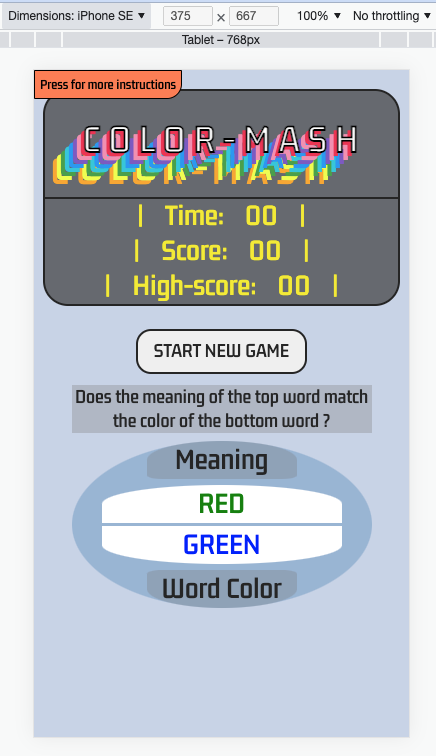 Dimensions: iPhone SE ▼ 375 × 667 100% ▼ No throttling ▼
Tablet – 768px
Press for more instructions
COLOR-MASH
| Time: 00 |
| Score: 00 |
| High-score: 00 |
START NEW GAME
Does the meaning of the top word match
the color of the bottom word ?
Meaning
RED
GREEN
Word Color